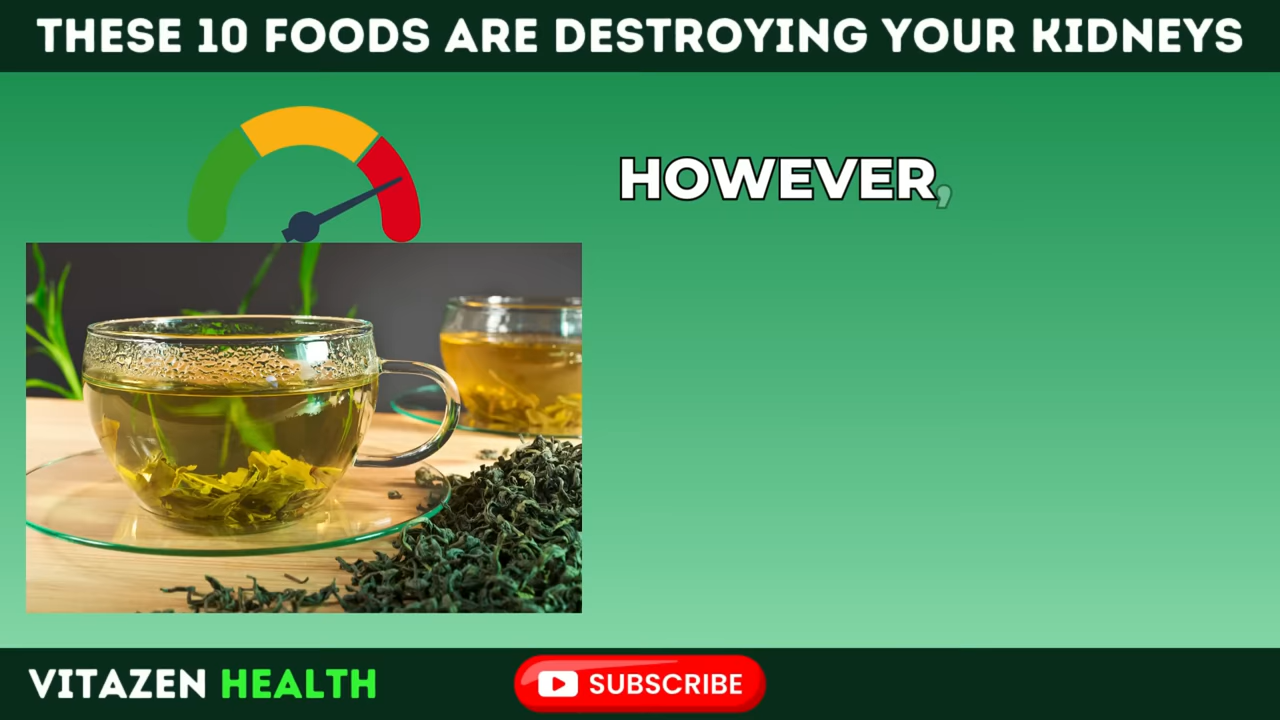 THESE 10 FOODS ARE DESTROYING YOUR KIDNEYS
HOWEVER,
VITAZEN HEALTH
SUBSCRIBE